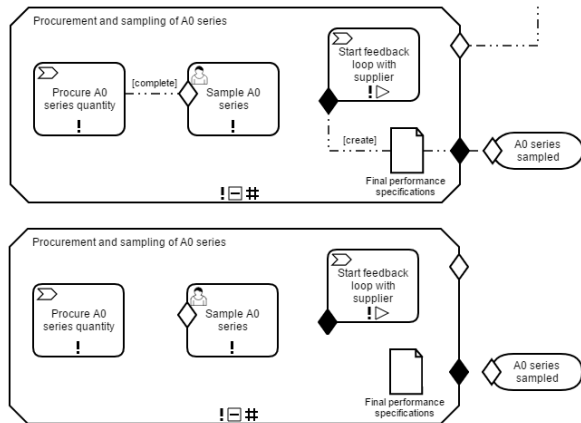 Procurement and sampling of A0 series
Procure A0
series quantity
[complete]
Sample A0
series
Start feedback
loop with
supplier
[create]
Final performance
specifications
A0 series
sampled
Procurement and sampling of A0 series
Procure A0
series quantity
Sample A0
series
Start feedback
loop with
supplier
Final performance
specifications
A0 series
sampled